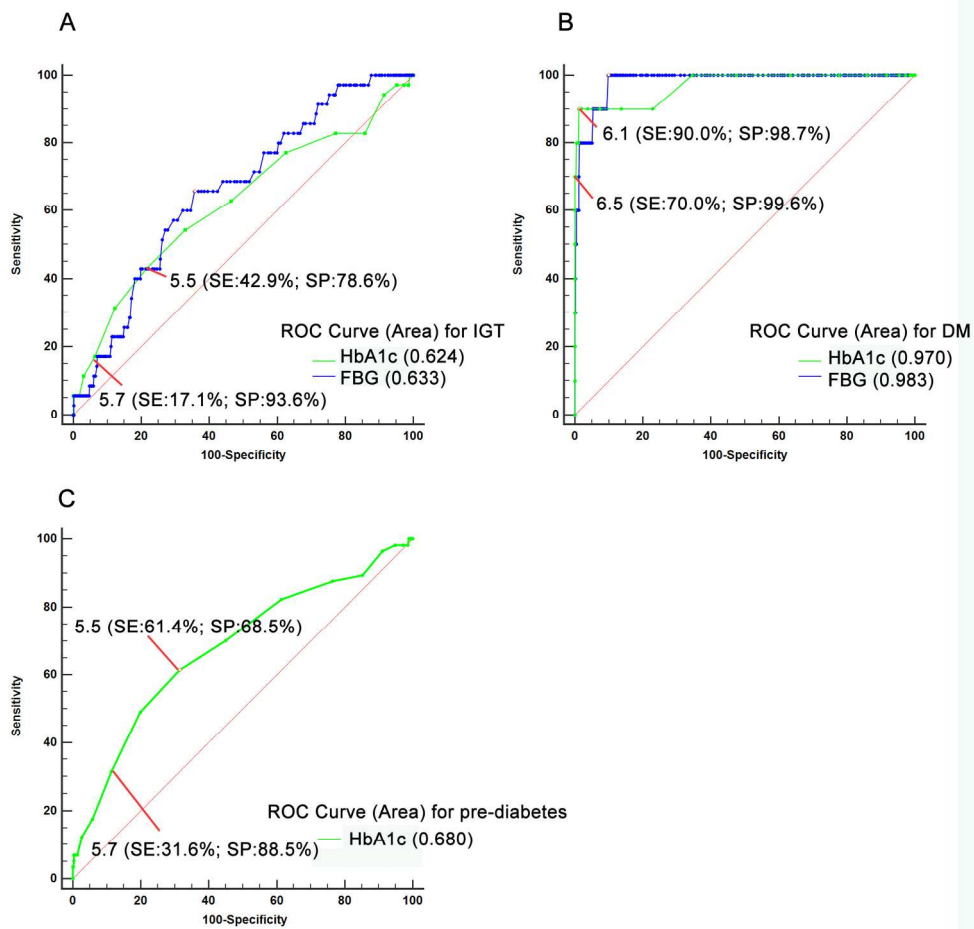 A
100
80
60
40
20
0
Sensitivity
5.5 (SE:42.9%; SP:78.6%)
ROC Curve (Area) for IGT
HbA1c (0.624)
FBG (0.633)
5.7 (SE:17.1%; SP:93.6%)
0 20 40 60 80 100
100-Specificity
B
100
80
60
40
20
0
Sensitivity
6.1 (SE:90.0%; SP:98.7%)
6.5 (SE:70.0%; SP:99.6%)
ROC Curve (Area) for DM
HbA1c (0.970)
FBG (0.983)
0 20 40 60 80 100
100-Specificity
C
100
80
60
40
20
0
Sensitivity
5.5 (SE:61.4%; SP:68.5%)
ROC Curve (Area) for pre-diabetes
HbA1c (0.680)
5.7 (SE:31.6%; SP:88.5%)
0 20 40 60 80 100
100-Specificity